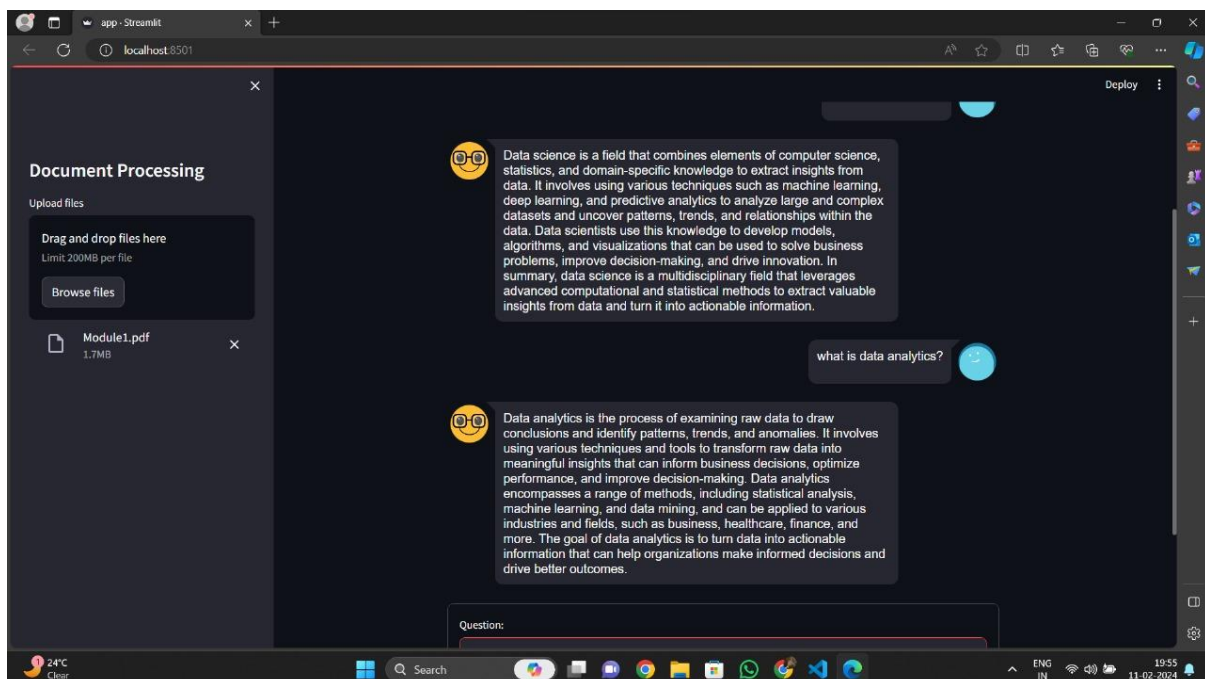 app · Streamlit
localhost:8501
Deploy
Document Processing
Upload files
Drag and drop files here
Limit 200MB per file
Browse files
Module1.pdf
1.7MB
Data science is a field that combines elements of computer science,
statistics, and domain-specific knowledge to extract insights from
data. It involves using various techniques such as machine learning,
deep learning, and predictive analytics to analyze large and complex
datasets and uncover patterns, trends, and relationships within the
data. Data scientists use this knowledge to develop models,
algorithms, and visualizations that can be used to solve business
problems, improve decision-making, and drive innovation. In
summary, data science is a multidisciplinary field that leverages
advanced computational and statistical methods to extract valuable
insights from data and turn it into actionable information.
what is data analytics?
Data analytics is the process of examining raw data to draw
conclusions and identify patterns, trends, and anomalies. It involves
using various techniques and tools to transform raw data into
meaningful insights that can inform business decisions, optimize
performance, and improve decision-making. Data analytics
encompasses a range of methods, including statistical analysis,
machine learning, and data mining, and can be applied to various
industries and fields, such as business, healthcare, finance, and
more. The goal of data analytics is to turn data into actionable
information that can help organizations make informed decisions and
drive better outcomes.
Question:
1
24°C
Clear
Search
ENG
IN
19:55
11-02-2024